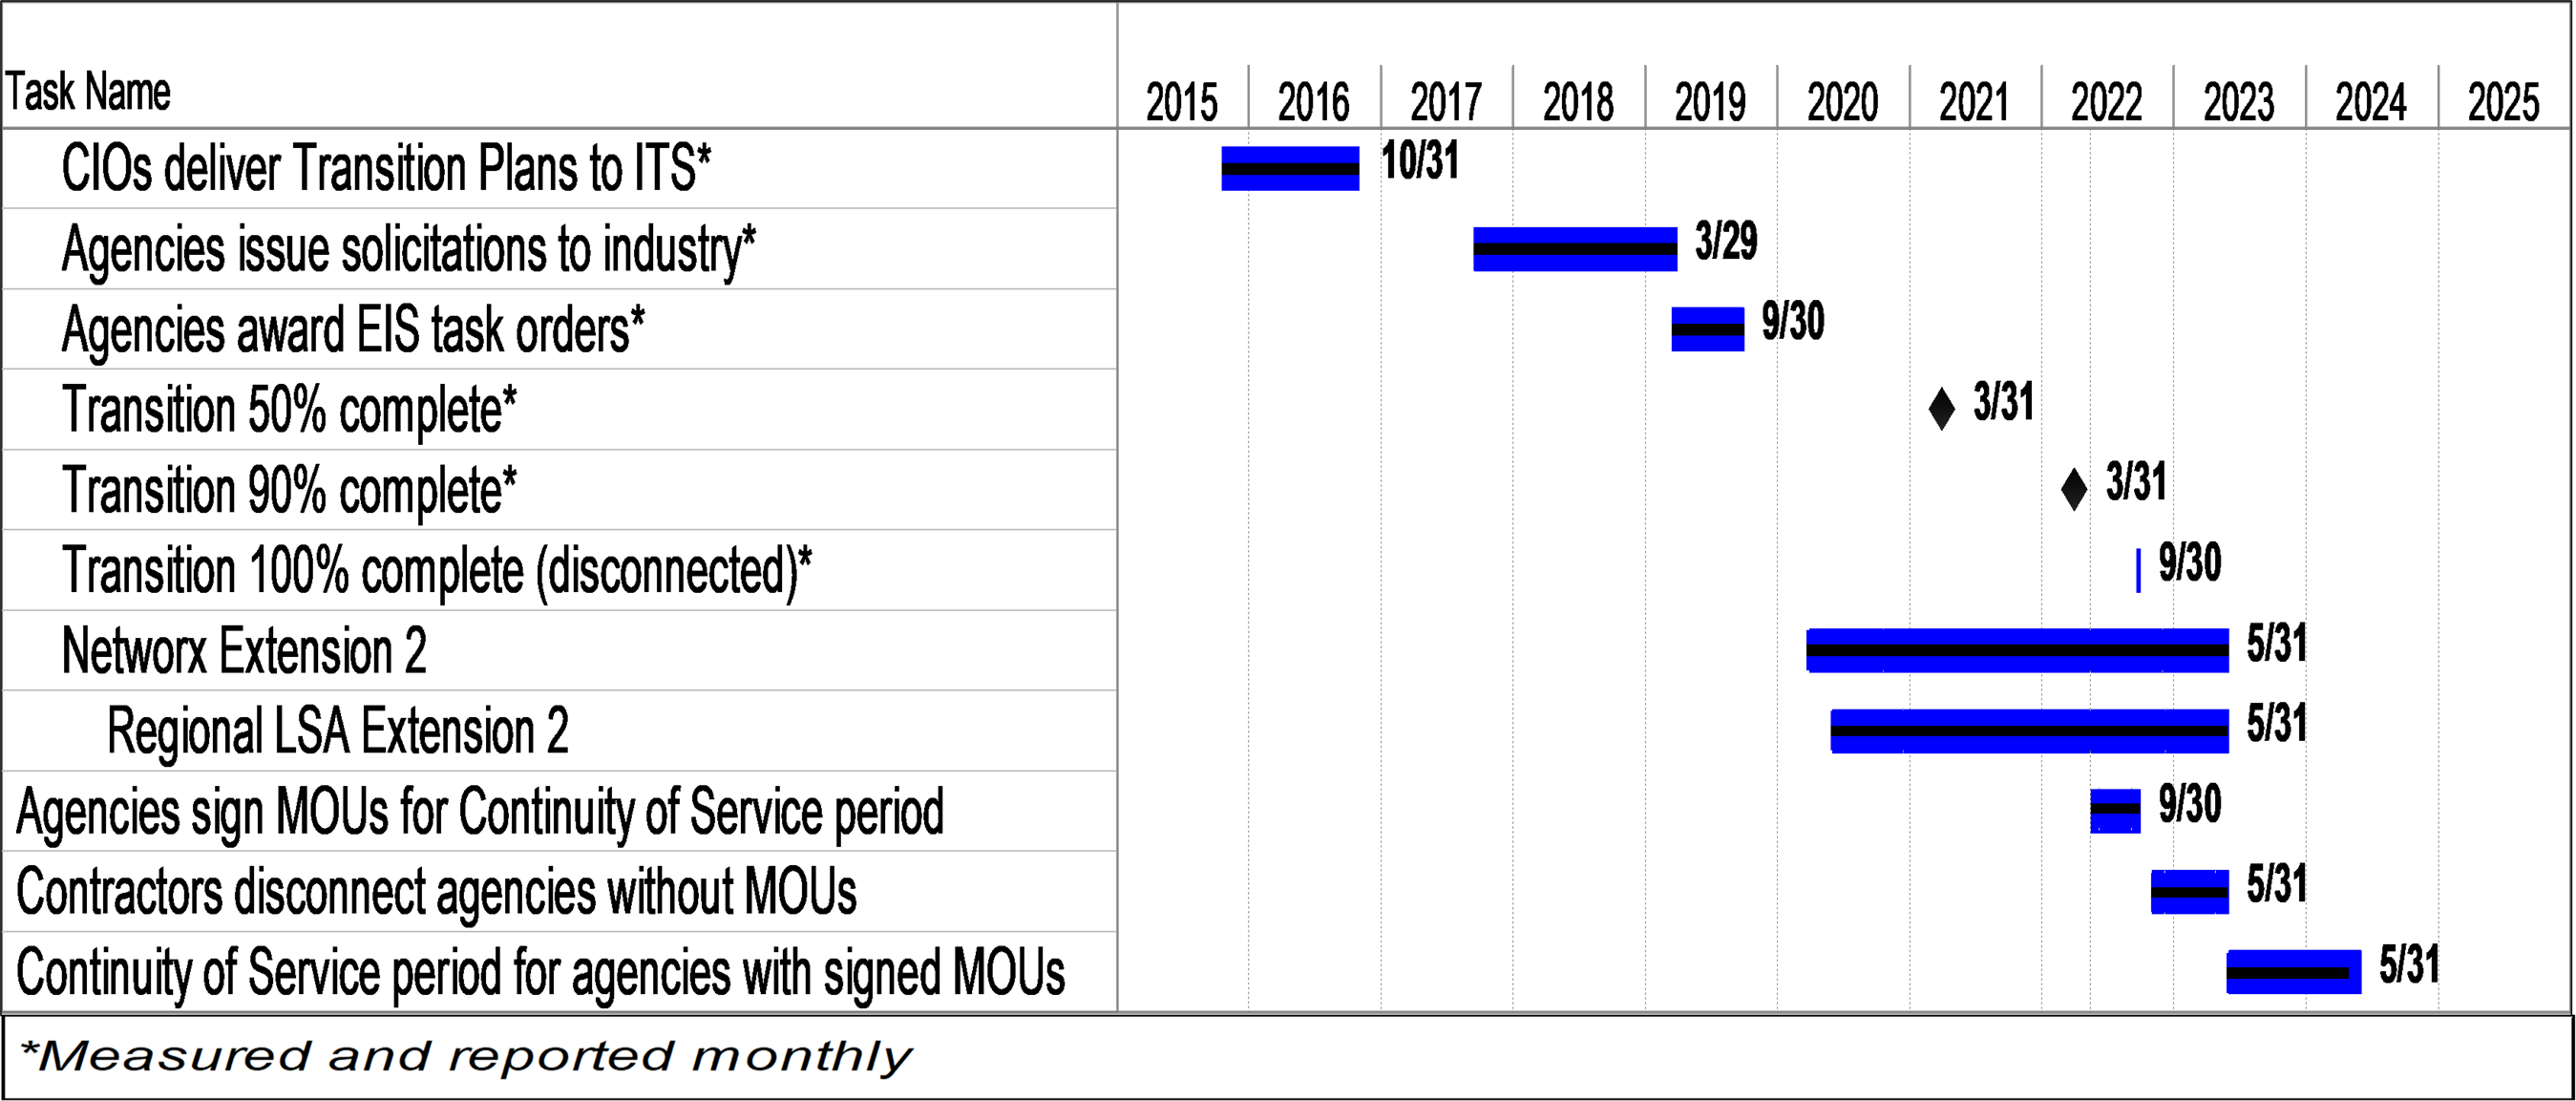 Task Name 2015 2016 2017 2018 2019 2020 2021 2022 2023 2024 2025
CIOs deliver Transition Plans to ITS* 10/31
Agencies issue solicitations to industry* 3/29
Agencies award EIS task orders* 9/30
Transition 50% complete* 3/31
Transition 90% complete* 3/31
Transition 100% complete (disconnected)* 9/30
Networx Extension 2 5/31
Regional LSA Extension 2 5/31
Agencies sign MOUs for Continuity of Service period 9/30
Contractors disconnect agencies without MOUs 5/31
Continuity of Service period for agencies with signed MOUs 5/31
*Measured and reported monthly